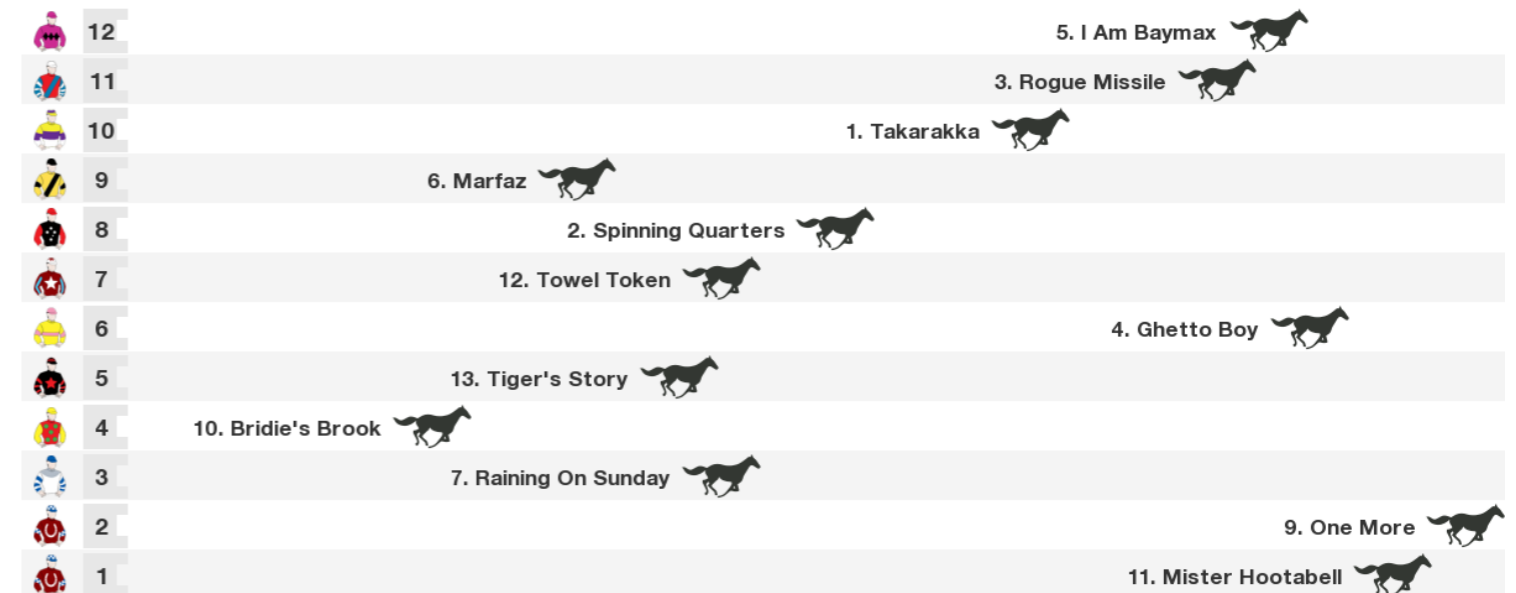 12 5. I Am Baymax
11 3. Rogue Missile
10 1. Takarakka
9 6. Marfaz
8 2. Spinning Quarters
7 12. Towel Token
6 4. Ghetto Boy
5 13. Tiger's Story
4 10. Bridie's Brook
3 7. Raining On Sunday
2 9. One More
1 11. Mister Hootabell